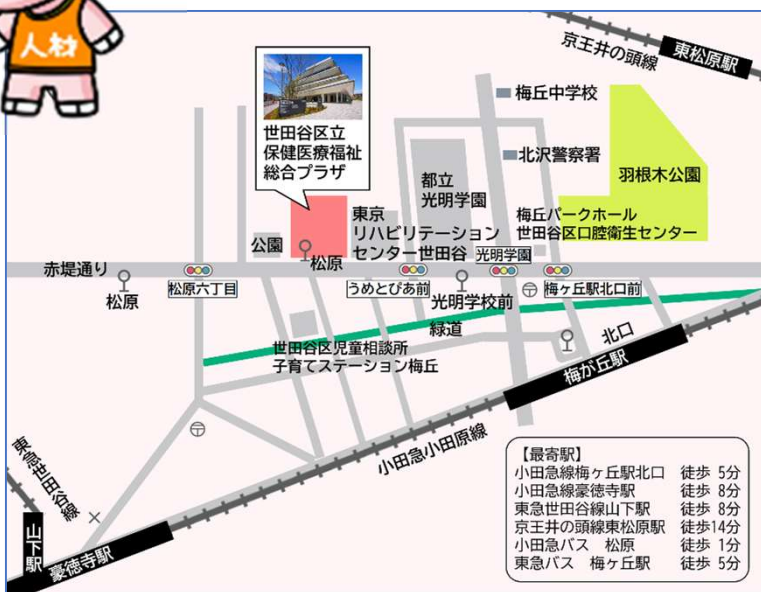 人材
京王井の頭線
東松原駅
世田谷区立
保健医療福祉
総合プラザ
梅丘中学校
北沢警察署
羽根木公園
都立
光明学園
東京
リハビリテーション
センター世田谷
梅丘パークホール
世田谷区口腔衛生センター
公園
松原
光明学園
赤堤通り
松原
松原六丁目
うめとぴあ前
光明学校前
梅ヶ丘駅北口前
緑道
世田谷区児童相談所
子育てステーション梅丘
北口
梅が丘駅
小田急小田原線
東急世田谷線
山下駅
豪徳寺駅
【最寄駅】
小田急線梅ヶ丘駅北口 徒歩 5分
小田急線豪徳寺駅 徒歩 8分
東急世田谷線山下駅 徒歩 8分
京王井の頭線東松原駅 徒歩14分
小田急バス 松原 徒歩 1分
東急バス 梅ヶ丘駅 徒歩 5分